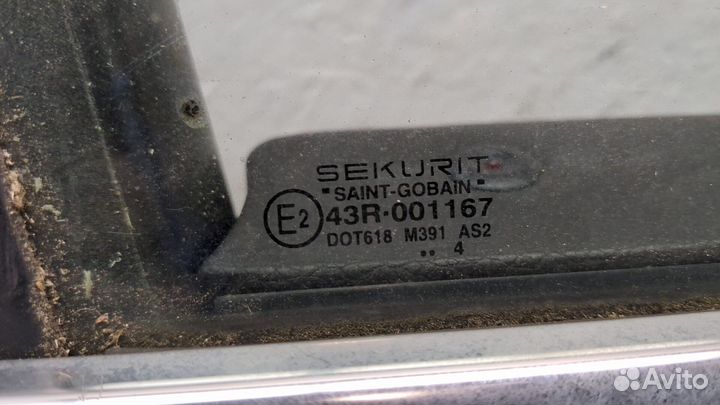 SEKURIT
SAINT-GOBAIN
E2 43R-001167
DOT618 M391 AS2
.. 4
Avito